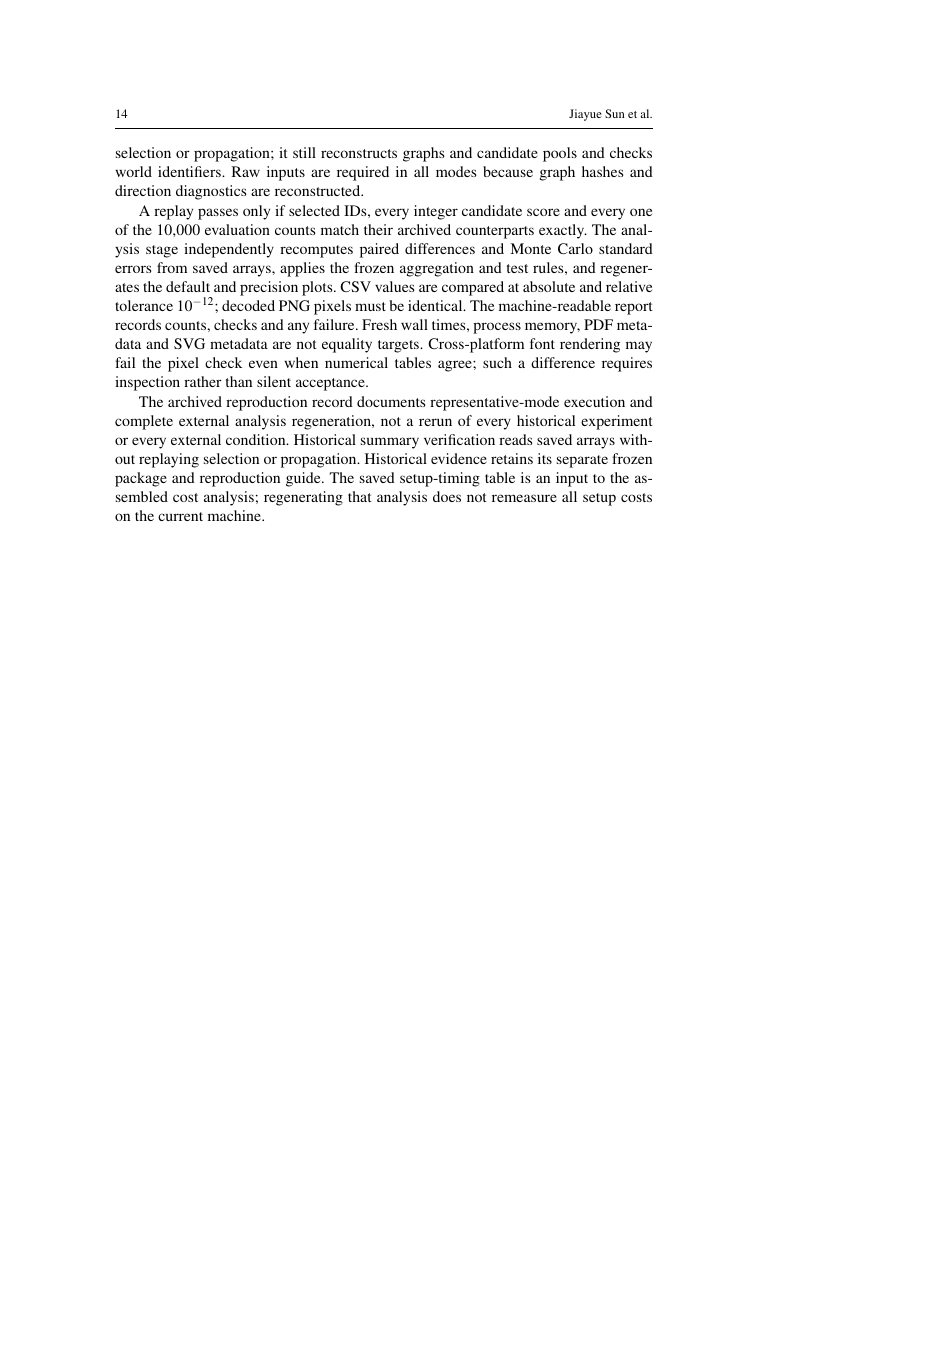 14
Jiayue Sun et al.
selection or propagation; it still reconstructs graphs and candidate pools and checks
world identifiers. Raw inputs are required in all modes because graph hashes and
direction diagnostics are reconstructed.
A replay passes only if selected IDs, every integer candidate score and every one
of the 10,000 evaluation counts match their archived counterparts exactly. The anal-
ysis stage independently recomputes paired differences and Monte Carlo standard
errors from saved arrays, applies the frozen aggregation and test rules, and regener-
ates the default and precision plots. CSV values are compared at absolute and relative
tolerance 10⁻¹²; decoded PNG pixels must be identical. The machine-readable report
records counts, checks and any failure. Fresh wall times, process memory, PDF meta-
data and SVG metadata are not equality targets. Cross-platform font rendering may
fail the pixel check even when numerical tables agree; such a difference requires
inspection rather than silent acceptance.
The archived reproduction record documents representative-mode execution and
complete external analysis regeneration, not a rerun of every historical experiment
or every external condition. Historical summary verification reads saved arrays with-
out replaying selection or propagation. Historical evidence retains its separate frozen
package and reproduction guide. The saved setup-timing table is an input to the as-
sembled cost analysis; regenerating that analysis does not remeasure all setup costs
on the current machine.